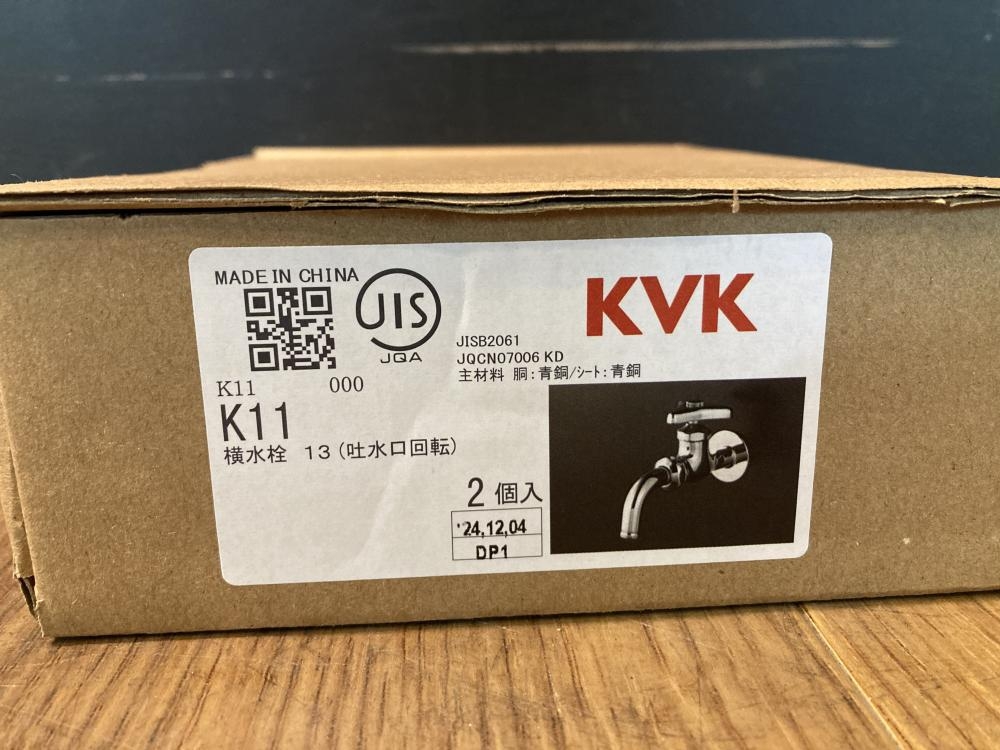 MADE IN CHINA
JIS
JQA
KVK
JISB2061
JQCN07006 KD
主材料 胴:青銅/シート:青銅
K11 000
K11
横水栓 13(吐水口回転)
2個入
'24,12,04
DP1